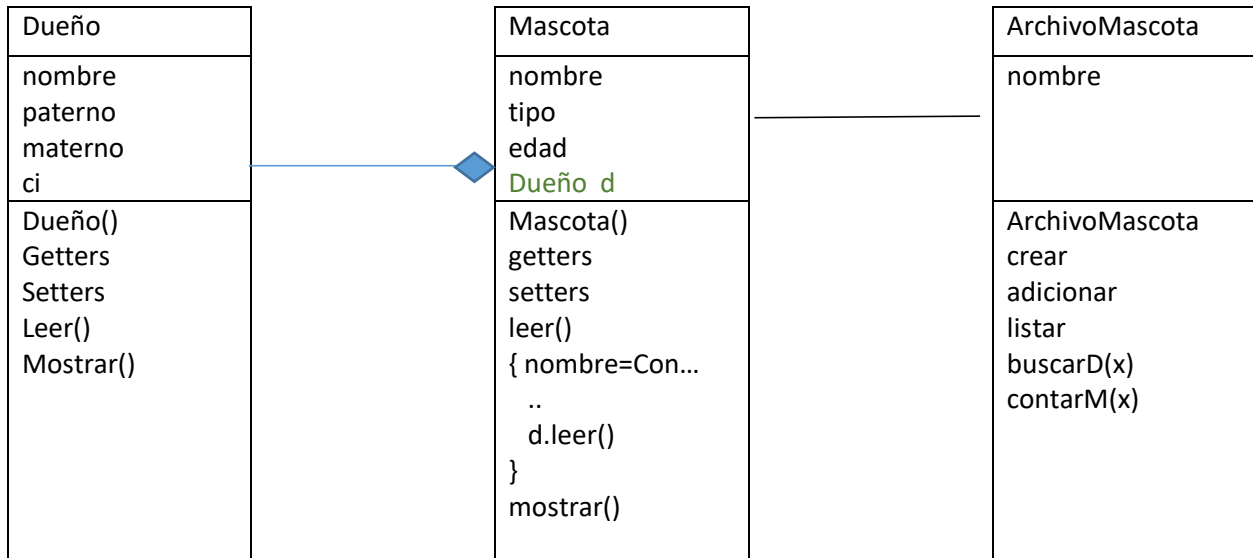 Dueño
nombre
paterno
materno
ci
Dueño()
Getters
Setters
Leer()
Mostrar()
Mascota
nombre
tipo
edad
Dueño d
Mascota()
getters
setters
leer()
{ nombre=Con...
..
d.leer()
}
mostrar()
ArchivoMascota
nombre
ArchivoMascota
crear
adicionar
listar
buscarD(x)
contarM(x)